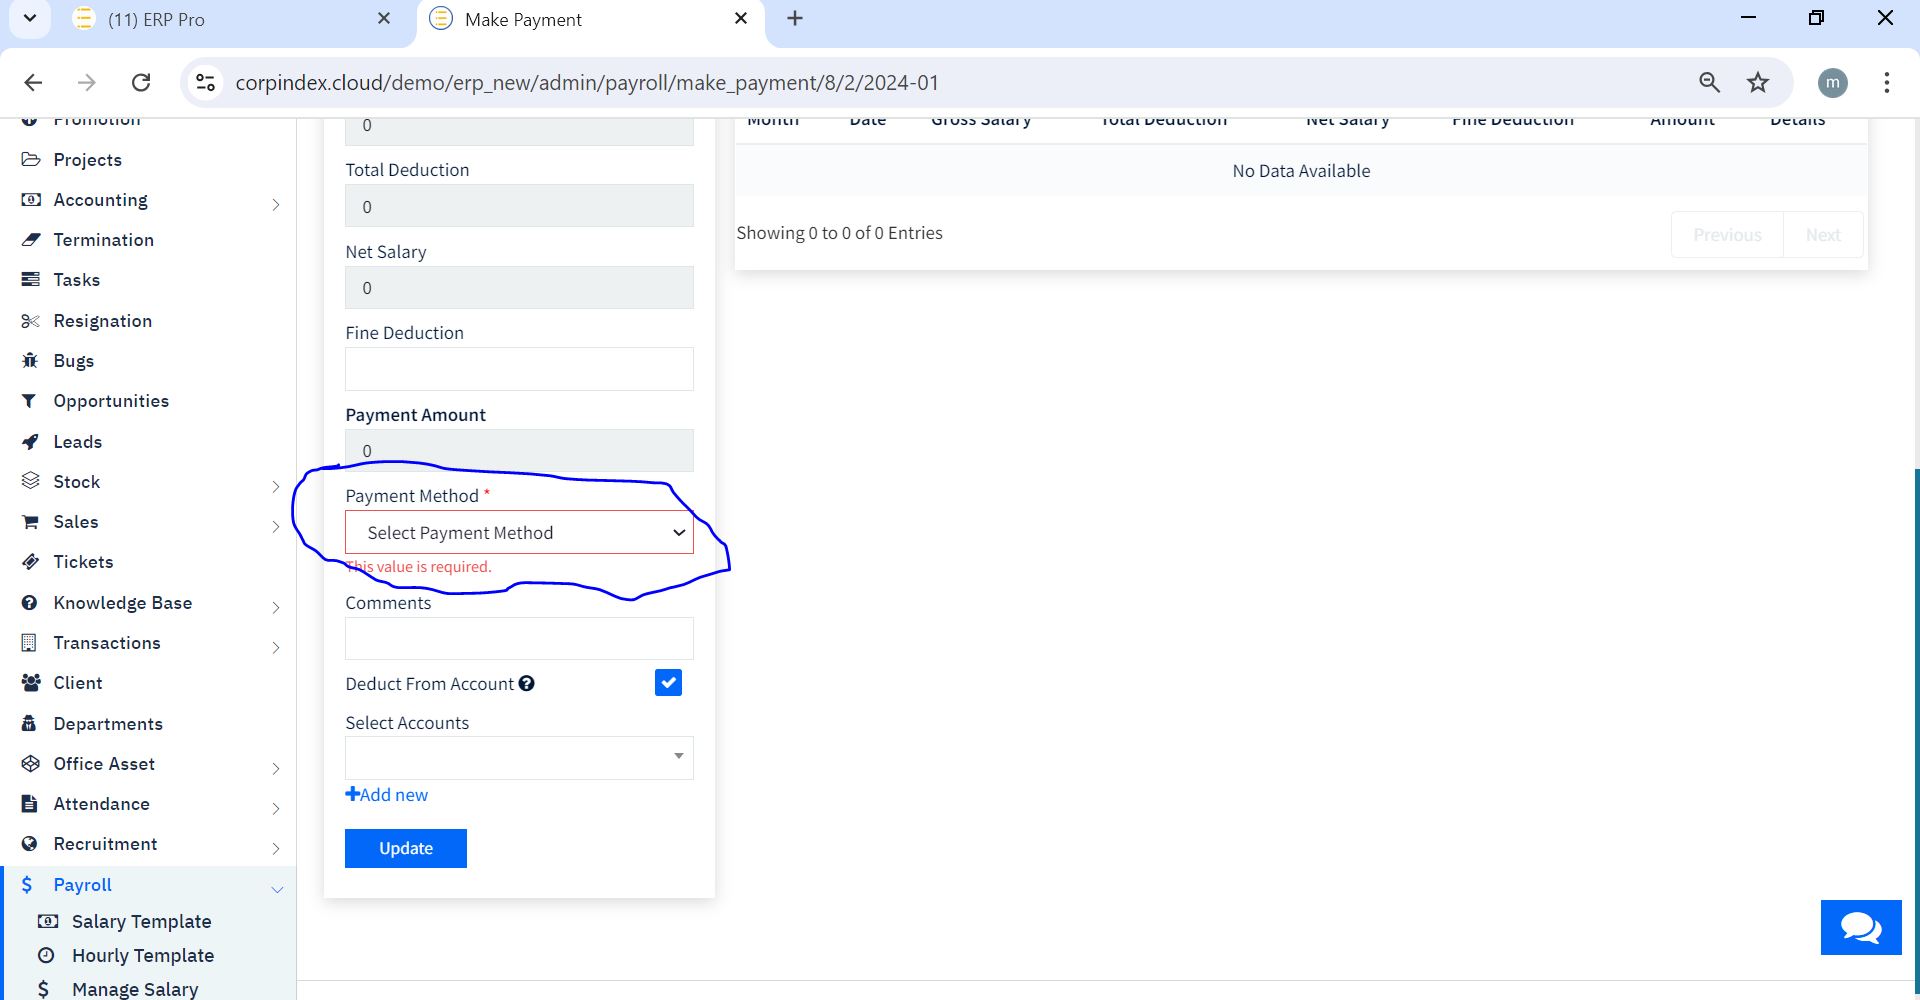 (11) ERP Pro
Make Payment
corpindex.cloud/demo/erp_new/admin/payroll/make_payment/8/2/2024-01
m
Promotion
Projects
Accounting
Termination
Tasks
Resignation
Bugs
Opportunities
Leads
Stock
Sales
Tickets
Knowledge Base
Transactions
Client
Departments
Office Asset
Attendance
Recruitment
Payroll
Salary Template
Hourly Template
Manage Salary
0
Total Deduction
0
Net Salary
0
Fine Deduction
Payment Amount
0
Payment Method *
Select Payment Method
This value is required.
Comments
Deduct From Account
Select Accounts
Add new
Update
Month Date Gross Salary Total Deduction Net Salary Fine Deduction Amount Details
No Data Available
Showing 0 to 0 of 0 Entries
Previous Next